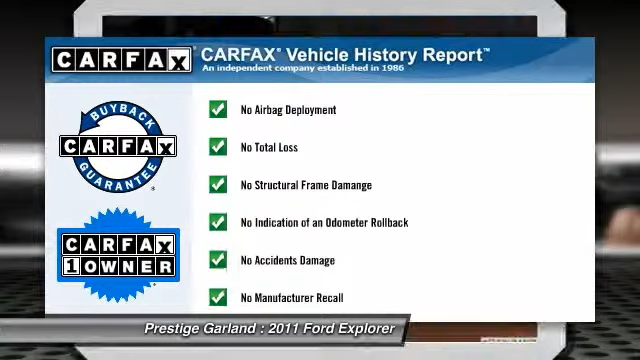 CARFAX
CARFAX® Vehicle History Report™
An independent company established in 1986
BUYBACK
CARFAX
GUARANTEE
CARFAX
1 OWNER
No Airbag Deployment
No Total Loss
No Structural Frame Damange
No Indication of an Odometer Rollback
No Accidents Damage
No Manufacturer Recall
Prestige Garland : 2011 Ford Explorer